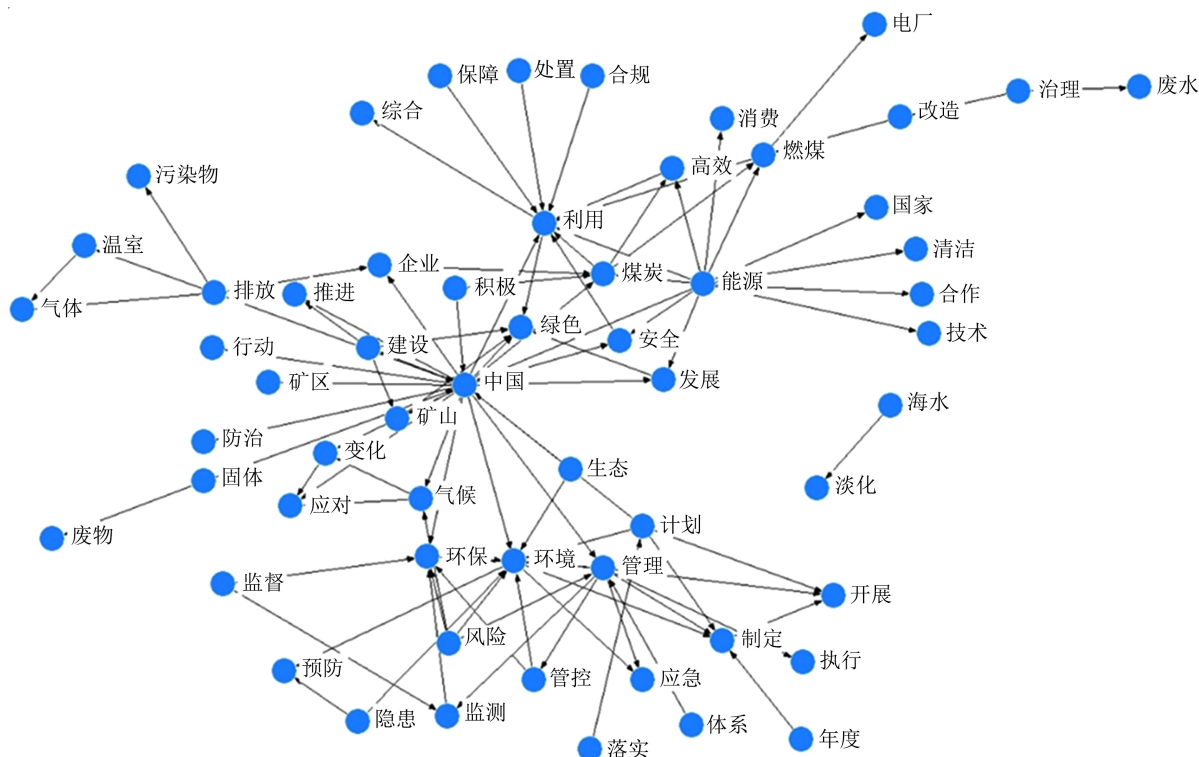 电厂
保障
处置
合规
消费
治理
废水
综合
改造
燃煤
污染物
高效
国家
利用
温室
清洁
企业
煤炭
能源
排放
推进
积极
合作
气体
绿色
安全
技术
行动
建设
矿区
中国
发展
海水
矿山
防治
变化
生态
固体
淡化
应对
气候
计划
废物
环保
环境
管理
监督
开展
风险
制定
执行
预防
管控
应急
隐患
监测
体系
年度
落实